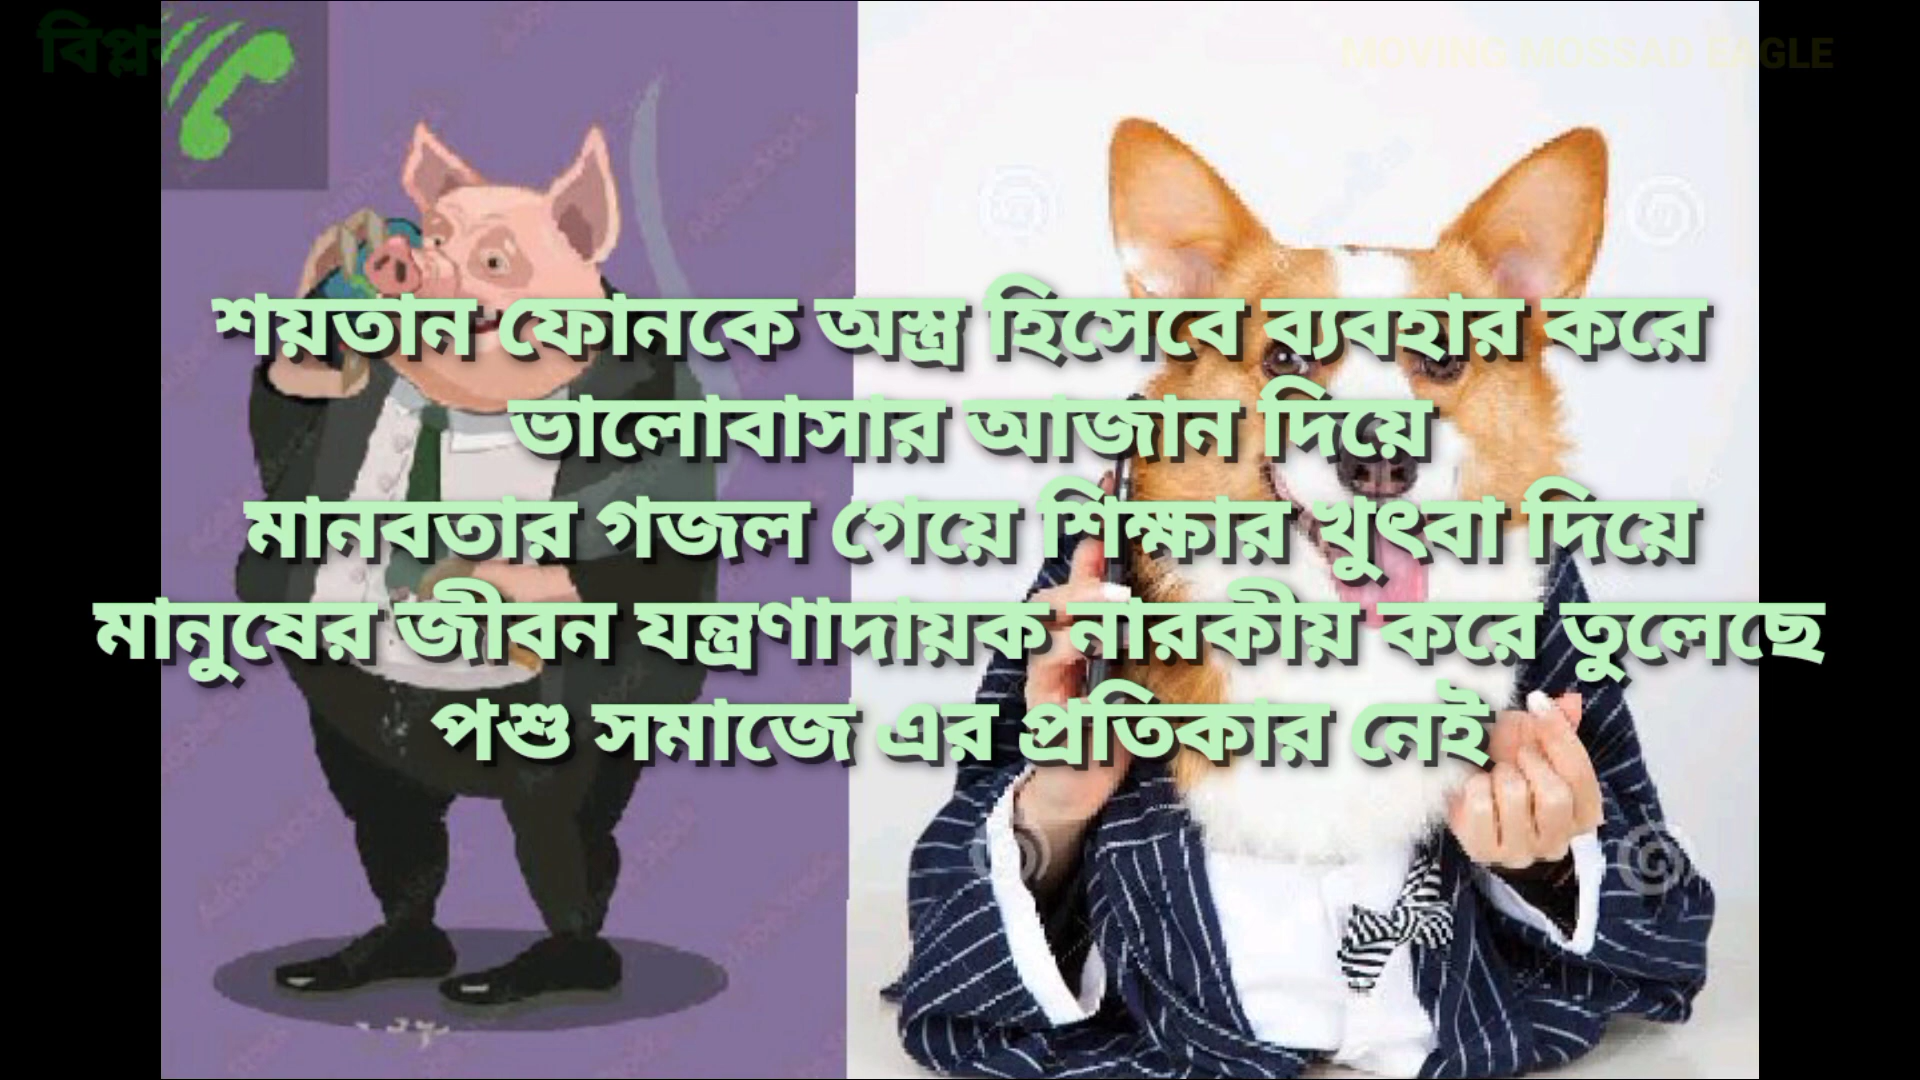 MOVING MOSSAD EAGLE
শয়তান ফোনকে অস্ত্র হিসেবে ব্যবহার করে
ভালোবাসার আজান দিয়ে
মানবতার গজল গেয়ে শিক্ষার খুৎবা দিয়ে
মানুষের জীবন যন্ত্রণাদায়ক নারকীয় করে তুলেছে
পশু সমাজে এর প্রতিকার নেই